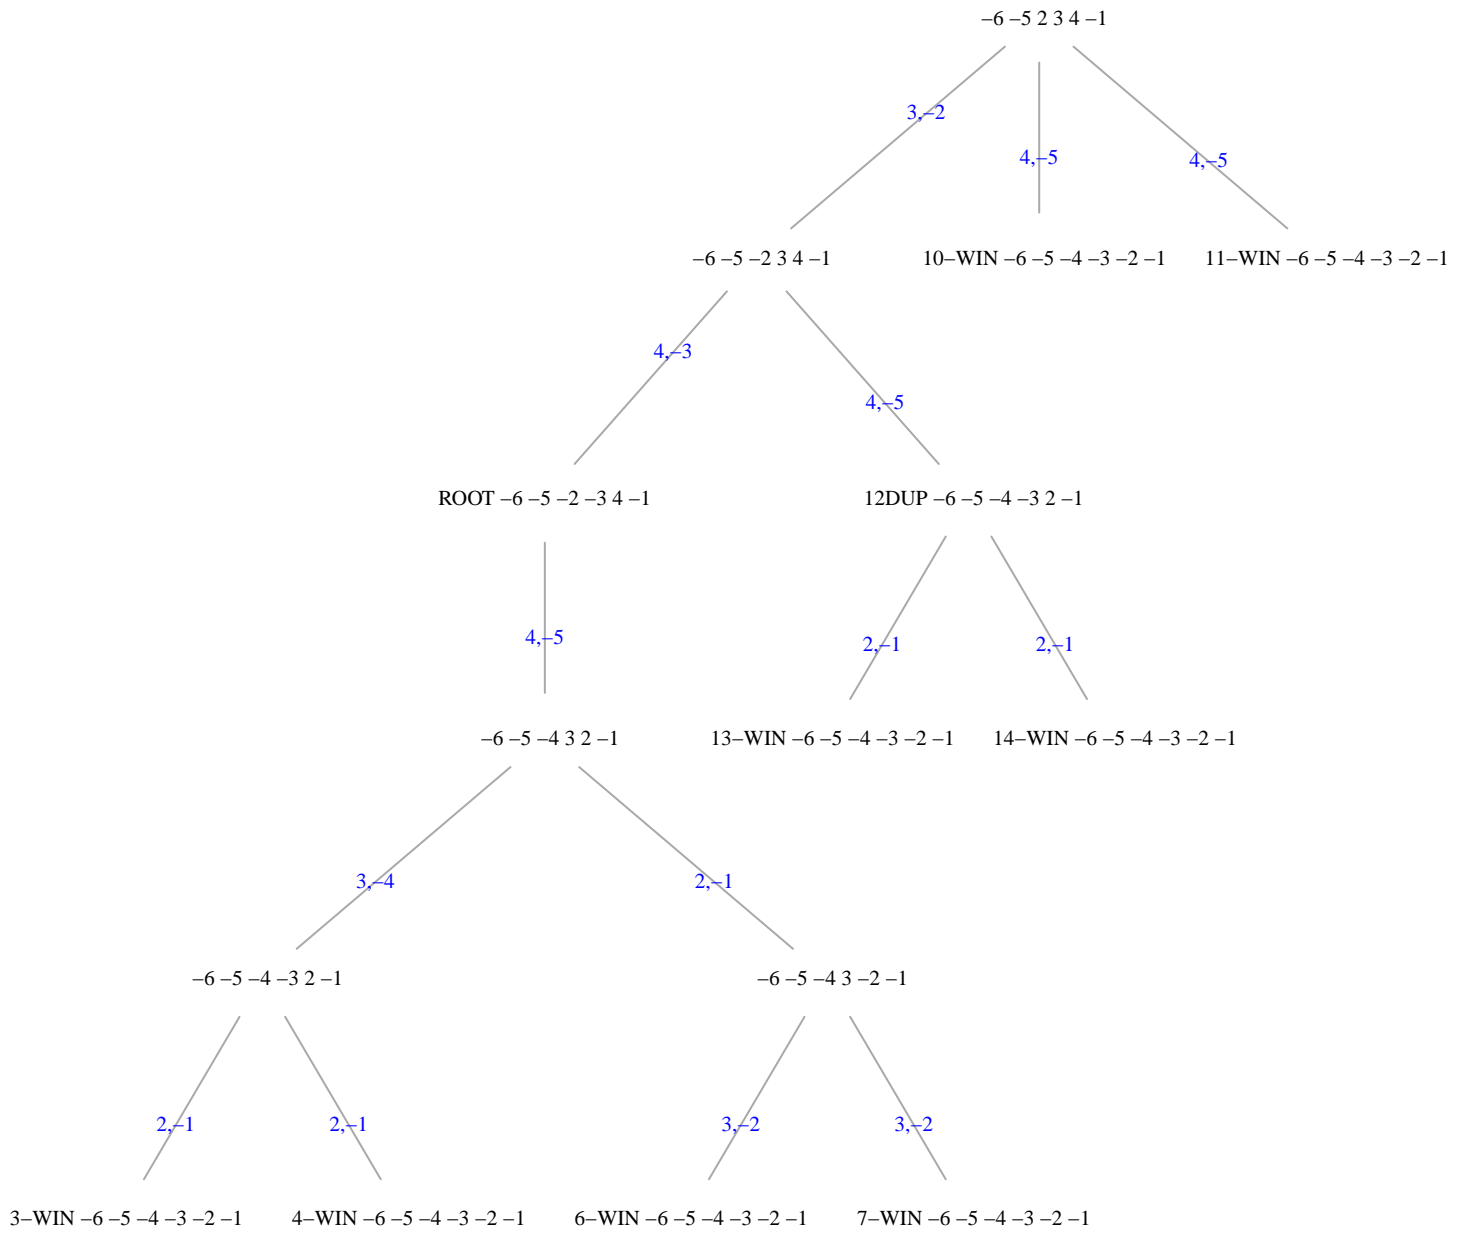 –6 –5 2 3 4 –1
3,–2
4,–5
4,–5
–6 –5 –2 3 4 –1
10–WIN –6 –5 –4 –3 –2 –1
11–WIN –6 –5 –4 –3 –2 –1
4,–3
4,–5
ROOT –6 –5 –2 –3 4 –1
12DUP –6 –5 –4 –3 2 –1
4,–5
2,–1
2,–1
–6 –5 –4 3 2 –1
13–WIN –6 –5 –4 –3 –2 –1
14–WIN –6 –5 –4 –3 –2 –1
3,–4
2,–1
–6 –5 –4 –3 2 –1
–6 –5 –4 3 –2 –1
2,–1
2,–1
3,–2
3,–2
3–WIN –6 –5 –4 –3 –2 –1
4–WIN –6 –5 –4 –3 –2 –1
6–WIN –6 –5 –4 –3 –2 –1
7–WIN –6 –5 –4 –3 –2 –1